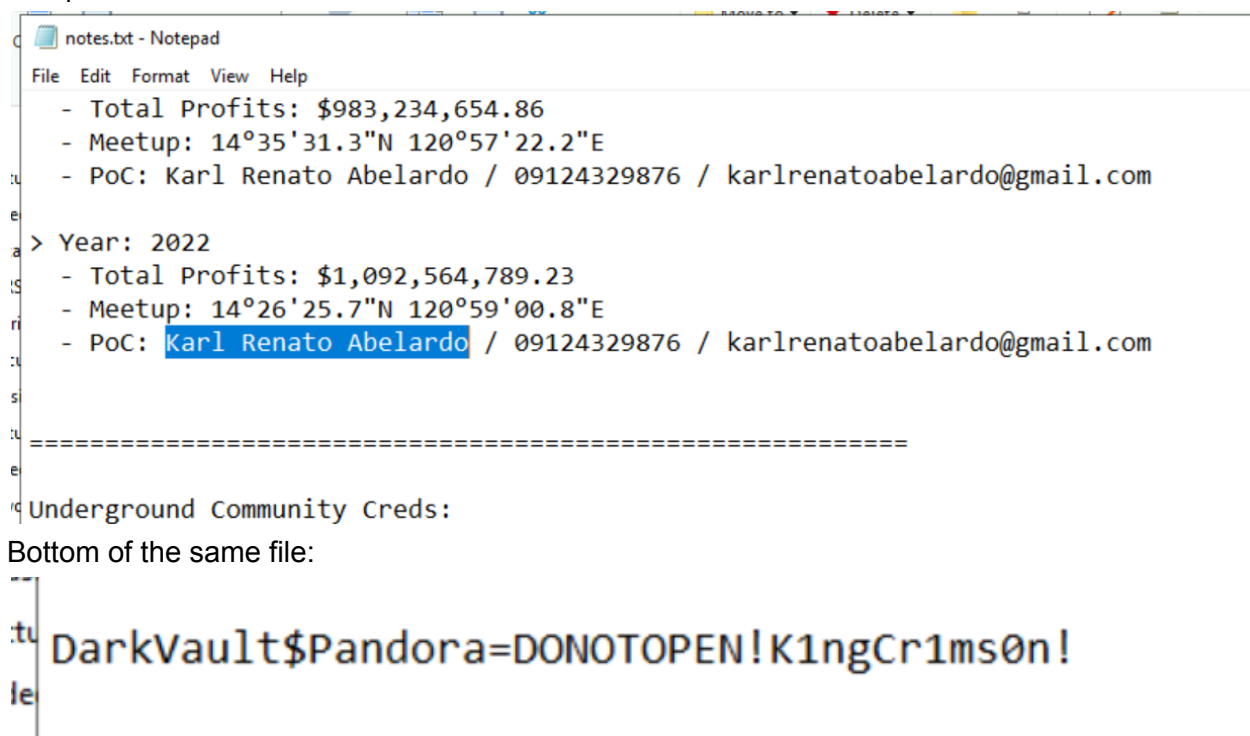 notes.txt - Notepad
File Edit Format View Help
- Total Profits: $983,234,654.86
- Meetup: 14°35'31.3"N 120°57'22.2"E
- PoC: Karl Renato Abelardo / 09124329876 / karlrenatoabelardo@gmail.com
> Year: 2022
- Total Profits: $1,092,564,789.23
- Meetup: 14°26'25.7"N 120°59'00.8"E
- PoC: Karl Renato Abelardo / 09124329876 / karlrenatoabelardo@gmail.com
==========================================================
Underground Community Creds:
Bottom of the same file:
DarkVault$Pandora=DONOTOPEN!K1ngCr1ms0n!